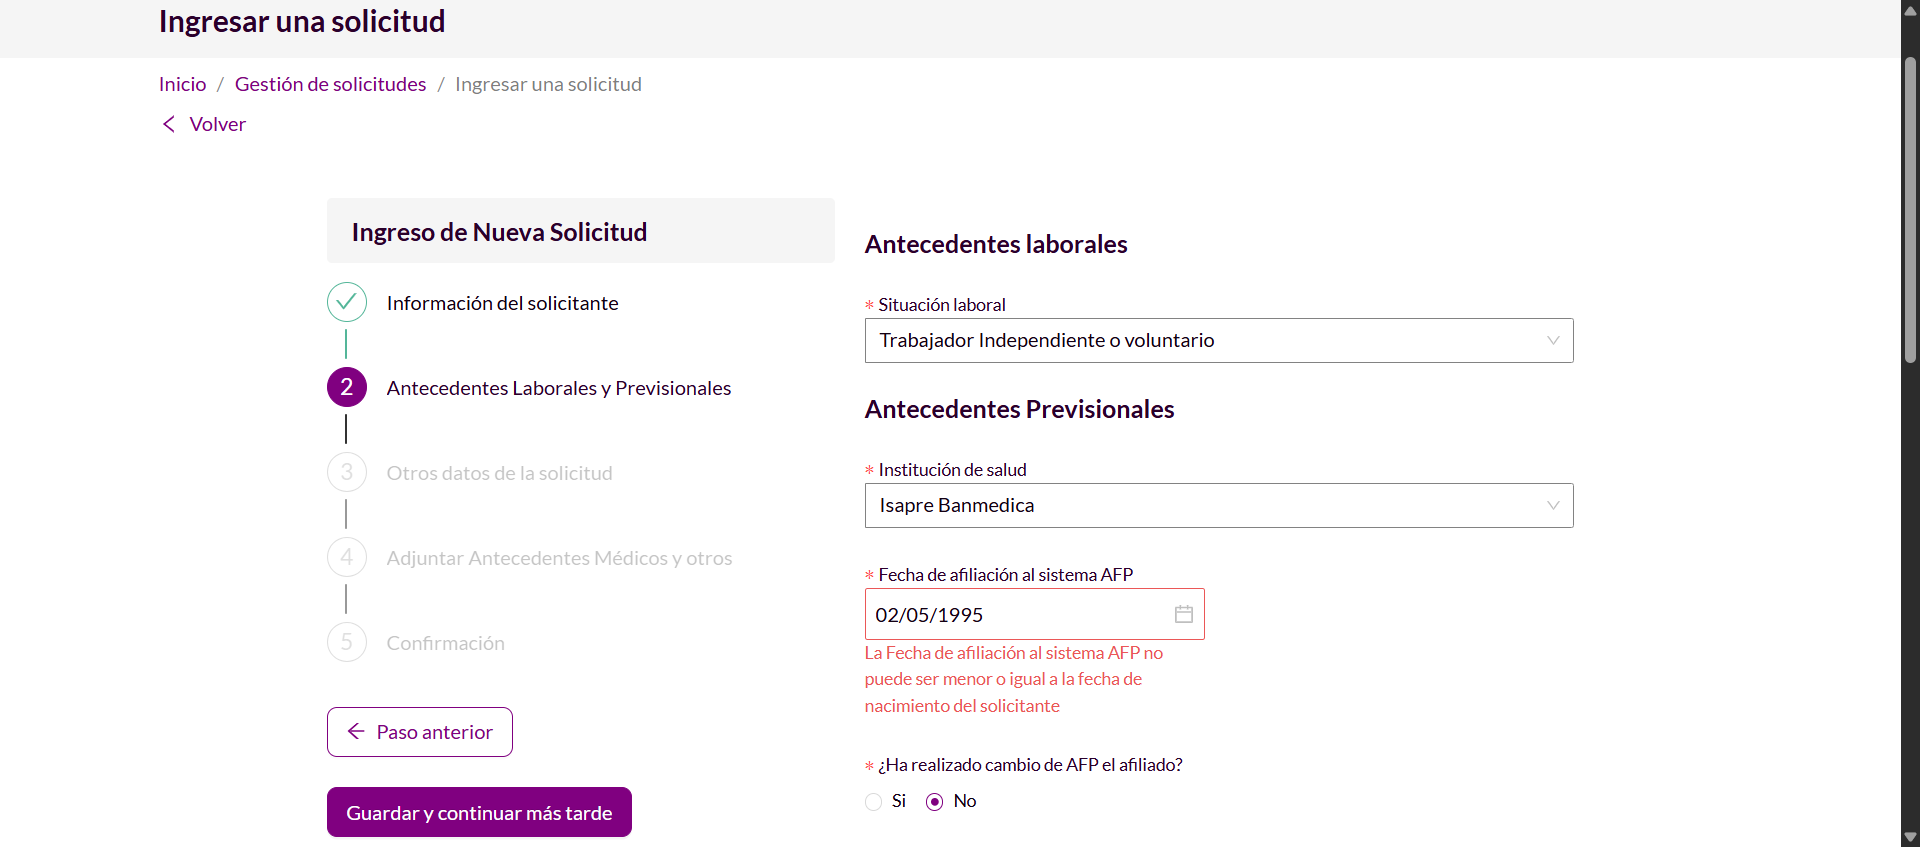 Ingresar una solicitud
Inicio / Gestión de solicitudes / Ingresar una solicitud
Volver
Ingreso de Nueva Solicitud
Información del solicitante
2 Antecedentes Laborales y Previsionales
3 Otros datos de la solicitud
4 Adjuntar Antecedentes Médicos y otros
5 Confirmación
Paso anterior
Guardar y continuar más tarde
Antecedentes laborales
* Situación laboral
Trabajador Independiente o voluntario
Antecedentes Previsionales
* Institución de salud
Isapre Banmedica
* Fecha de afiliación al sistema AFP
02/05/1995
La Fecha de afiliación al sistema AFP no
puede ser menor o igual a la fecha de
nacimiento del solicitante
* ¿Ha realizado cambio de AFP el afiliado?
Si No